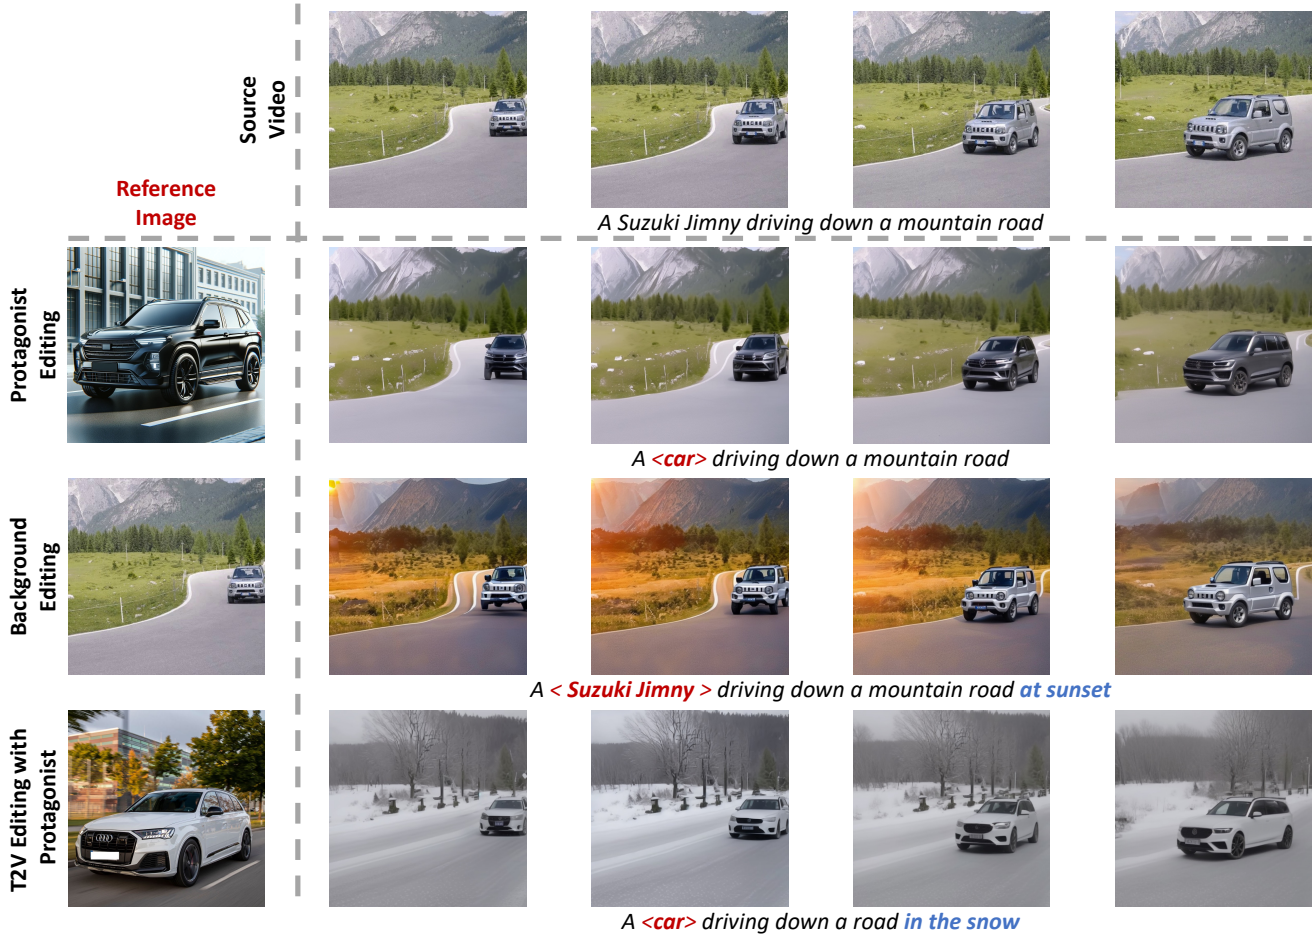 Source
Video
Reference
Image
A Suzuki Jimny driving down a mountain road
Protagonist
Editing
A <car> driving down a mountain road
Background
Editing
A < Suzuki Jimny > driving down a mountain road at sunset
T2V Editing with
Protagonist
A <car> driving down a road in the snow